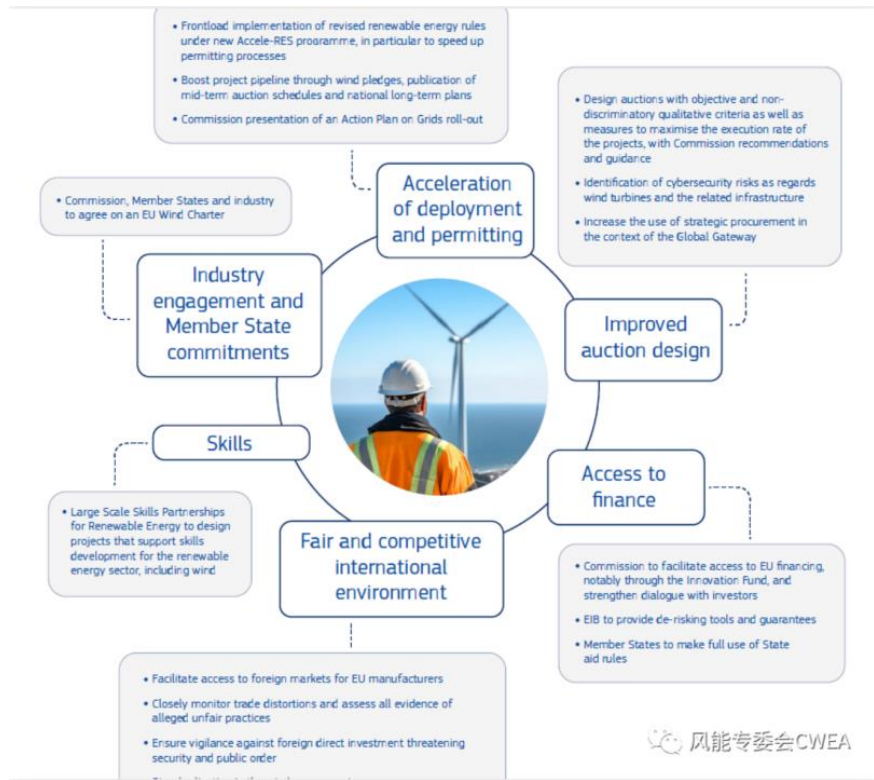 • Frontload implementation of revised renewable energy rules
under new Accele-RES programme, in particular to speed up
permitting processes
• Boost project pipeline through wind pledges, publication of
mid-term auction schedules and national long-term plans
• Commission presentation of an Action Plan on Grids roll-out
Acceleration
of deployment
and permitting
• Design auctions with objective and non-
discriminatory qualitative criteria as well as
measures to maximise the execution rate of
the projects, with Commission recommendations
and guidance
• Identification of cybersecurity risks as regards
wind turbines and the related infrastructure
• Increase the use of strategic procurement in
the context of the Global Gateway
Improved
auction design
• Commission, Member States and industry
to agree on an EU Wind Charter
Industry
engagement and
Member State
commitments
Skills
• Large Scale Skills Partnerships
for Renewable Energy to design
projects that support skills
development for the renewable
energy sector, including wind
Access to
finance
• Commission to facilitate access to EU financing,
notably through the Innovation Fund, and
strengthen dialogue with investors
• EIB to provide de-risking tools and guarantees
• Member States to make full use of State
aid rules
Fair and competitive
international
environment
• Facilitate access to foreign markets for EU manufacturers
• Closely monitor trade distortions and assess all evidence of
alleged unfair practices
• Ensure vigilance against foreign direct investment threatening
security and public order
风能专委会CWEA